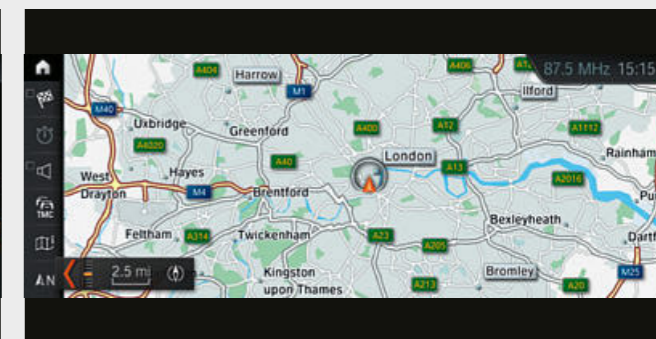 A404
Harrow
A406
87.5 MHz 15:15
M1
Ilford
M40
Uxbridge
Greenford
A400
A12
A1112
A4020
London
Rainham
A40
A13
West
Drayton
Hayes
M4
Brentford
A2016
Bexleyheath
Feltham
A314
Twickenham
A23
A205
Dartf
TMC
2.5 mi
Kingston
upon Thames
Bromley
M25
A213
A20
N